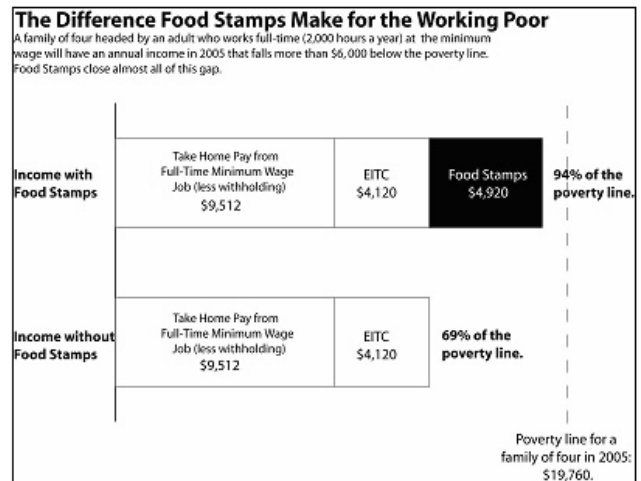 The Difference Food Stamps Make for the Working Poor
A family of four headed by an adult who works full-time (2,000 hours a year) at the minimum
wage will have an annual income in 2005 that falls more than $6,000 below the poverty line.
Food Stamps close almost all of this gap.
Income with
Food Stamps
Take Home Pay from
Full-Time Minimum Wage
Job (less withholding)
$9,512
EITC
$4,120
Food Stamps
$4,920
94% of the
poverty line.
Income without
Food Stamps
Take Home Pay from
Full-Time Minimum Wage
Job (less withholding)
$9,512
EITC
$4,120
69% of the
poverty line.
Poverty line for a
family of four in 2005:
$19,760.